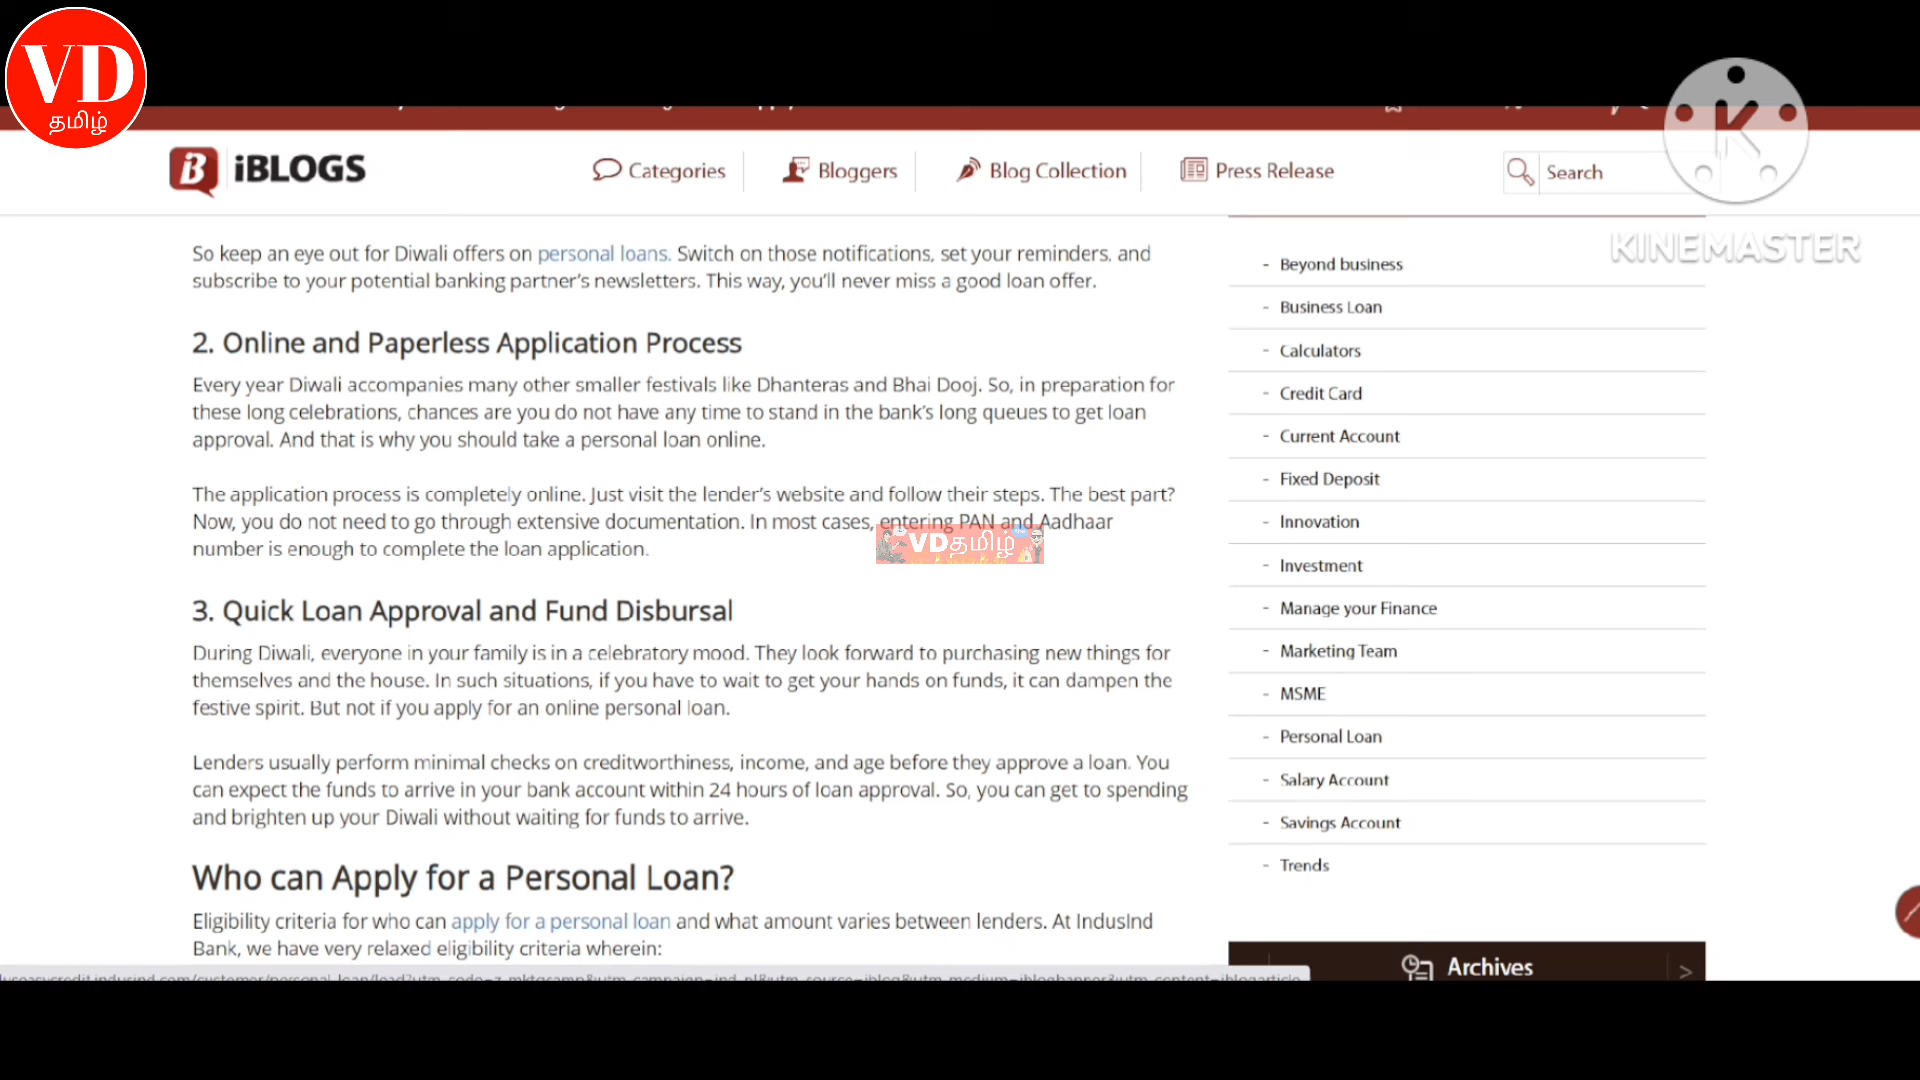 VD
தமிழ்
iBLOGS
Categories
Bloggers
Blog Collection
Press Release
Search
K
KINEMASTER
So keep an eye out for Diwali offers on personal loans. Switch on those notifications, set your reminders, and
subscribe to your potential banking partner's newsletters. This way, you'll never miss a good loan offer.
2. Online and Paperless Application Process
Every year Diwali accompanies many other smaller festivals like Dhanteras and Bhai Dooj. So, in preparation for
these long celebrations, chances are you do not have any time to stand in the bank's long queues to get loan
approval. And that is why you should take a personal loan online.
The application process is completely online. Just visit the lender's website and follow their steps. The best part?
Now, you do not need to go through extensive documentation. In most cases, entering PAN and Aadhaar
number is enough to complete the loan application.
VDதமிழ்
3. Quick Loan Approval and Fund Disbursal
During Diwali, everyone in your family is in a celebratory mood. They look forward to purchasing new things for
themselves and the house. In such situations, if you have to wait to get your hands on funds, it can dampen the
festive spirit. But not if you apply for an online personal loan.
Lenders usually perform minimal checks on creditworthiness, income, and age before they approve a loan. You
can expect the funds to arrive in your bank account within 24 hours of loan approval. So, you can get to spending
and brighten up your Diwali without waiting for funds to arrive.
Who can Apply for a Personal Loan?
Eligibility criteria for who can apply for a personal loan and what amount varies between lenders. At IndusInd
Bank, we have very relaxed eligibility criteria wherein:
- Beyond business
- Business Loan
- Calculators
- Credit Card
- Current Account
- Fixed Deposit
- Innovation
- Investment
- Manage your Finance
- Marketing Team
- MSME
- Personal Loan
- Salary Account
- Savings Account
- Trends
Archives >